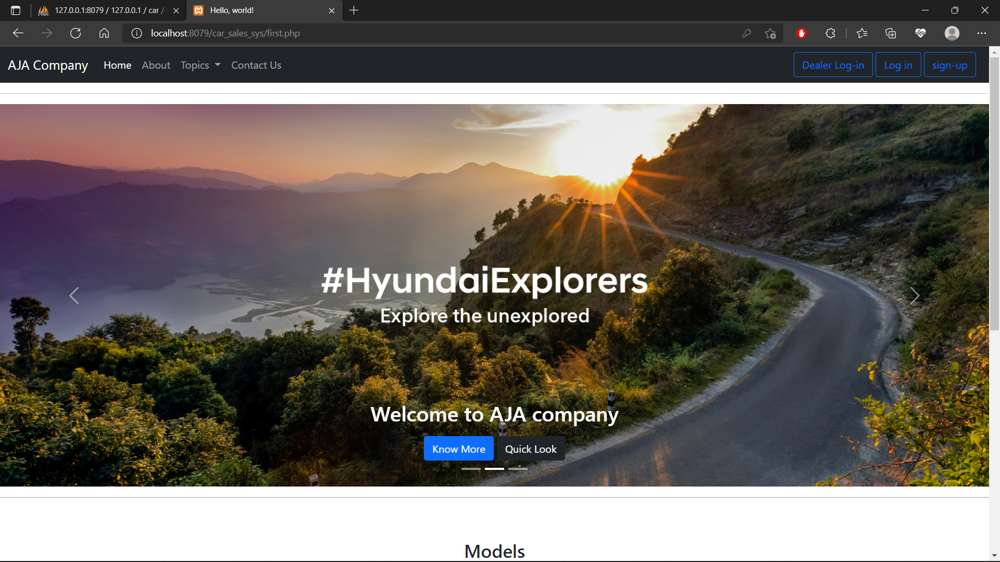 127.0.0.1:8079 / 127.0.0.1 / car /
Hello, world!
localhost:8079/car_sales_sys/first.php
AJA Company Home About Topics Contact Us Dealer Log-in Log in sign-up
#HyundaiExplorers
Explore the unexplored
Welcome to AJA company
Know More Quick Look
Models